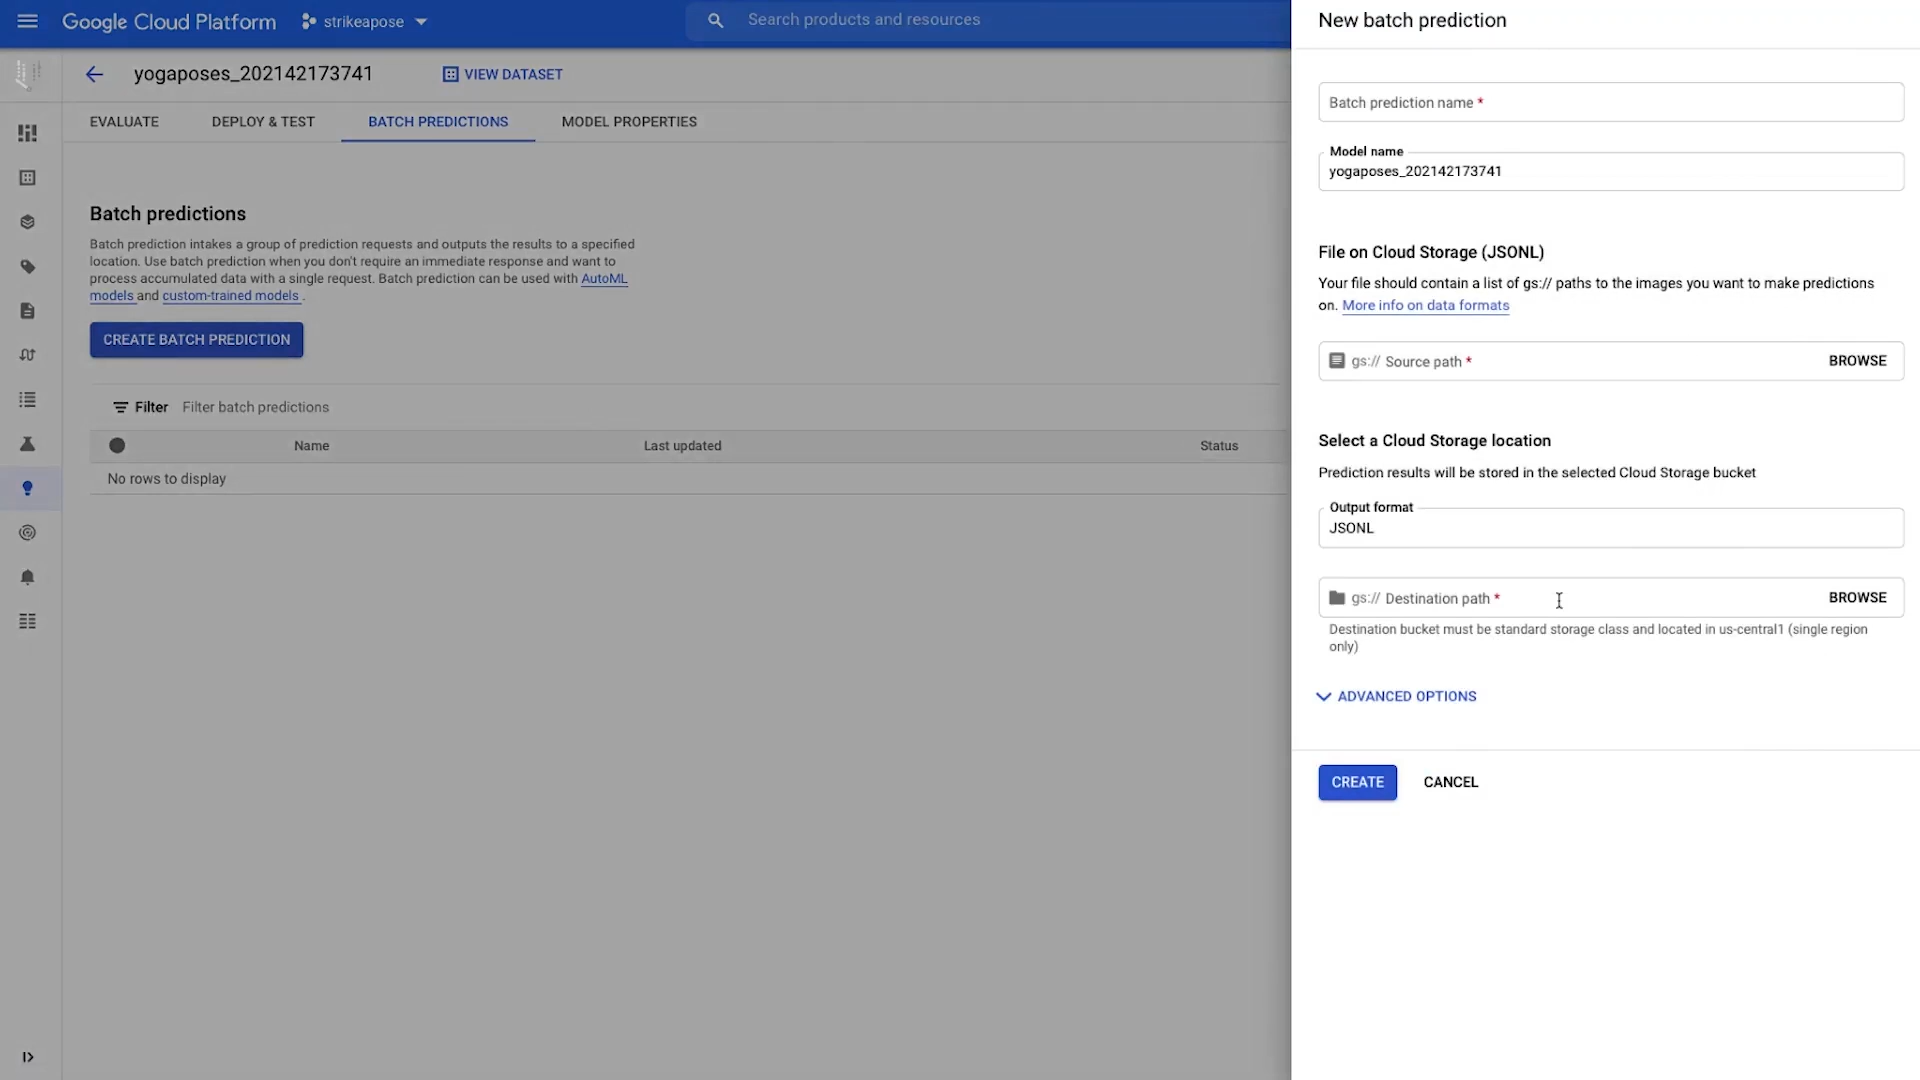 Google Cloud Platform
strikeapose
Search products and resources
yogaposes_202142173741
VIEW DATASET
EVALUATE
DEPLOY & TEST
BATCH PREDICTIONS
MODEL PROPERTIES
Batch predictions
Batch prediction intakes a group of prediction requests and outputs the results to a specified
location. Use batch prediction when you don't require an immediate response and want to
process accumulated data with a single request. Batch prediction can be used with AutoML
models and custom-trained models .
CREATE BATCH PREDICTION
Filter Filter batch predictions
Name Last updated Status
No rows to display
New batch prediction
Batch prediction name *
Model name
yogaposes_202142173741
File on Cloud Storage (JSONL)
Your file should contain a list of gs:// paths to the images you want to make predictions
on. More info on data formats
gs:// Source path * BROWSE
Select a Cloud Storage location
Prediction results will be stored in the selected Cloud Storage bucket
Output format
JSONL
gs:// Destination path * BROWSE
Destination bucket must be standard storage class and located in us-central1 (single region
only)
ADVANCED OPTIONS
CREATE
CANCEL